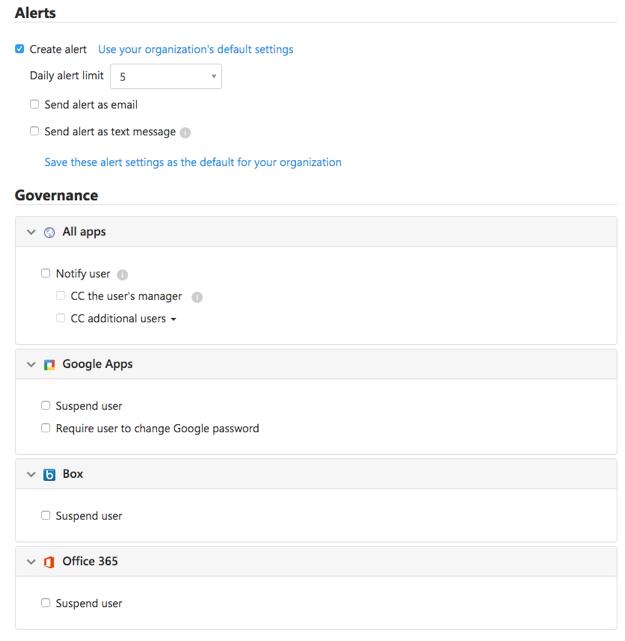 Alerts
Create alert Use your organization's default settings
Daily alert limit 5
Send alert as email
Send alert as text message
Save these alert settings as the default for your organization
Governance
All apps
Notify user
CC the user's manager
CC additional users
Google Apps
Suspend user
Require user to change Google password
Box
Suspend user
Office 365
Suspend user